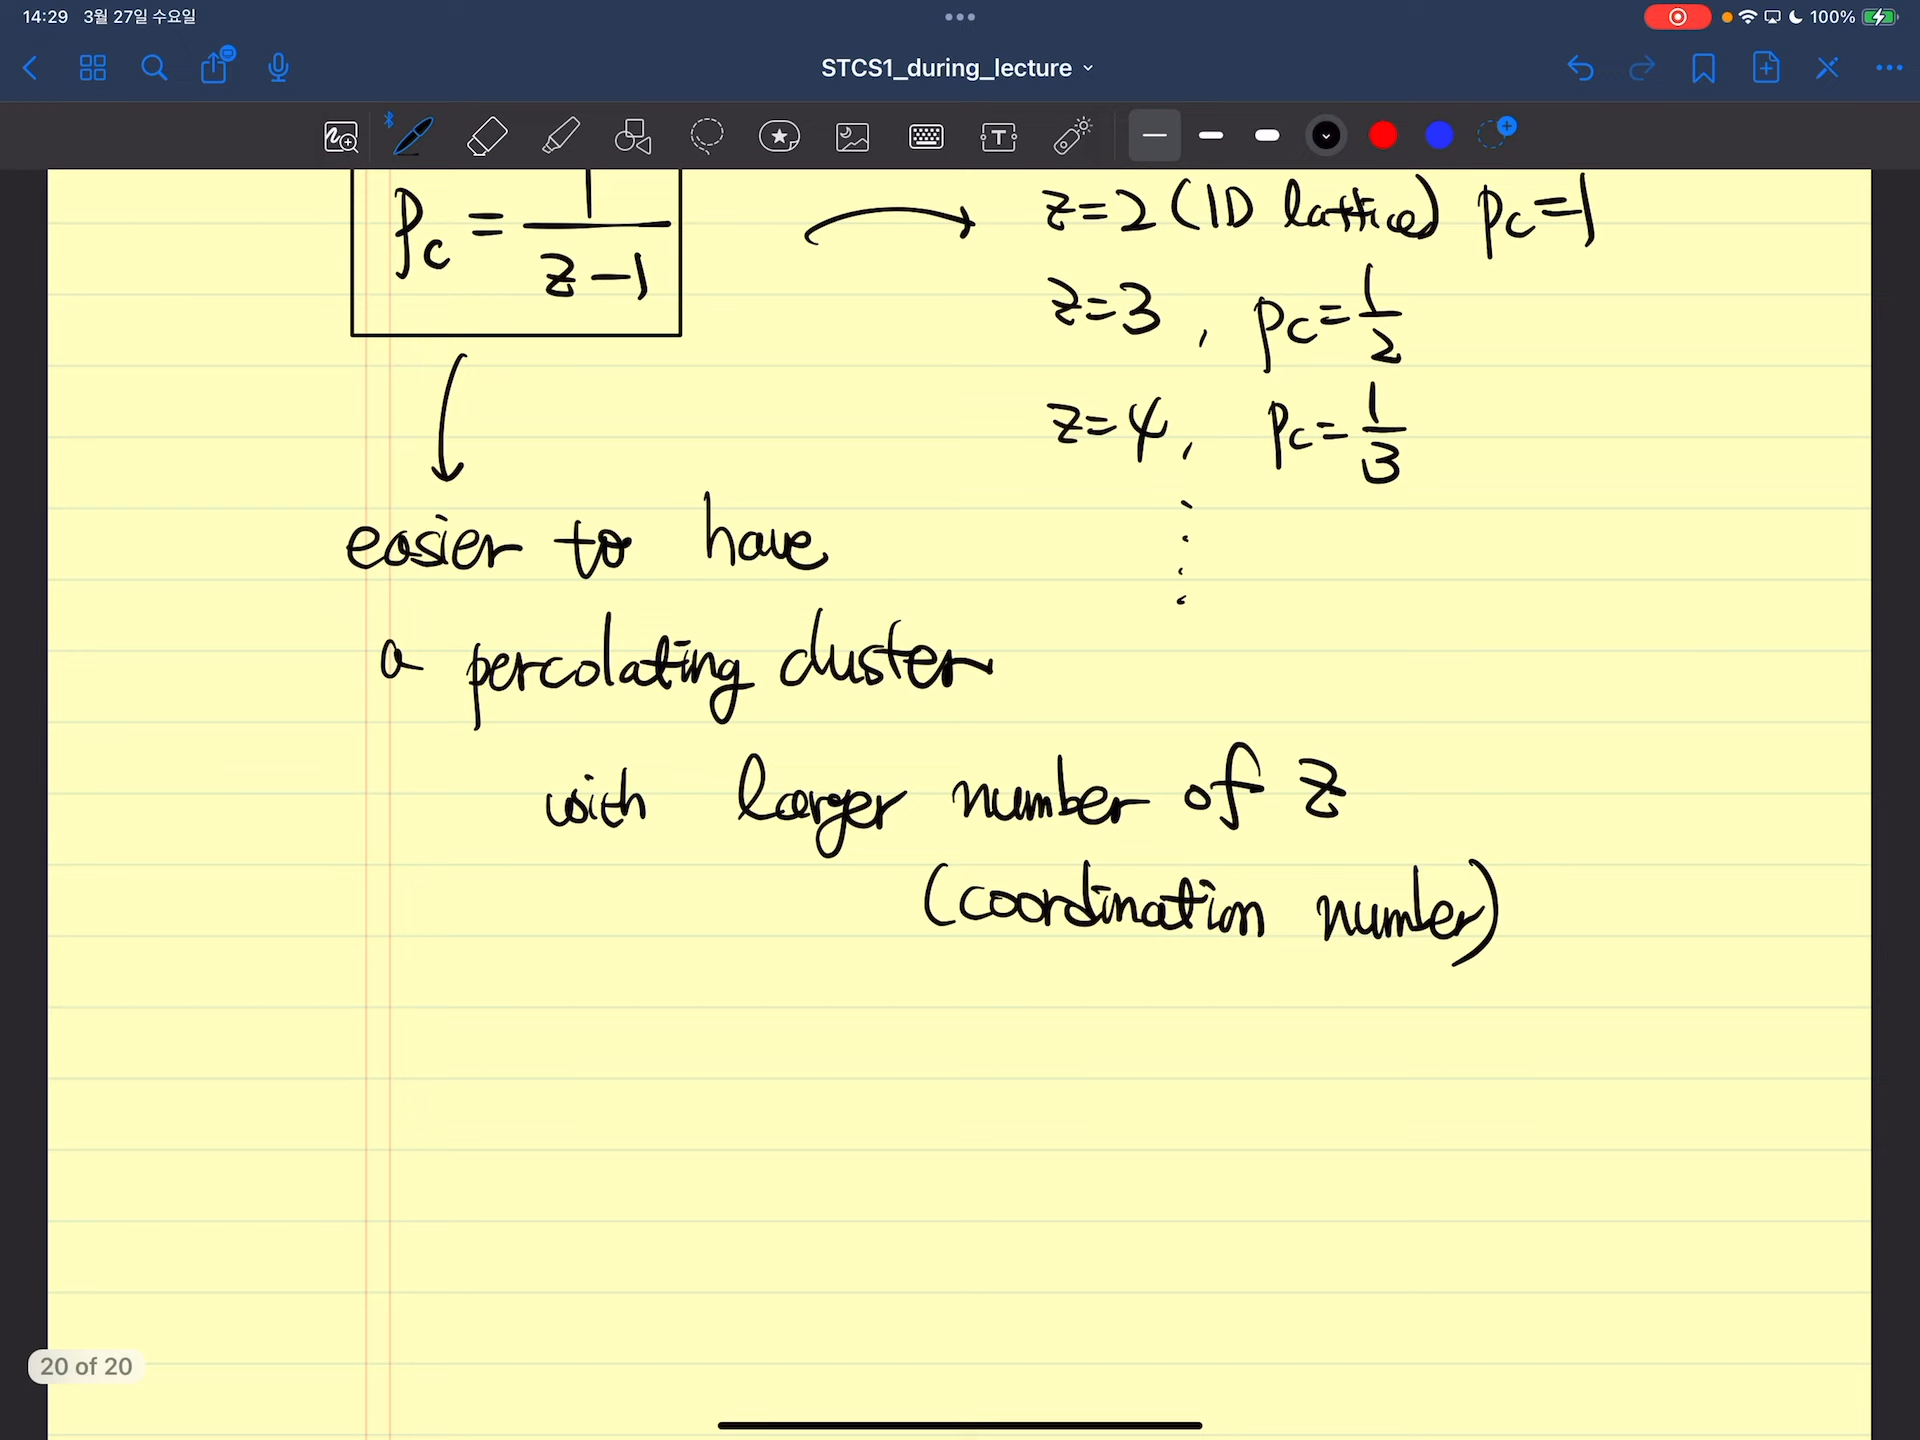 14:29 3월 27일 수요일
100%
STCS1_during_lecture
Pc = 1/(z-1)
z=2 (1D lattice) Pc=1
z=3, Pc=1/2
z=4, Pc=1/3
easier to have
a percolating cluster
with larger number of z
(coordination number)
20 of 20